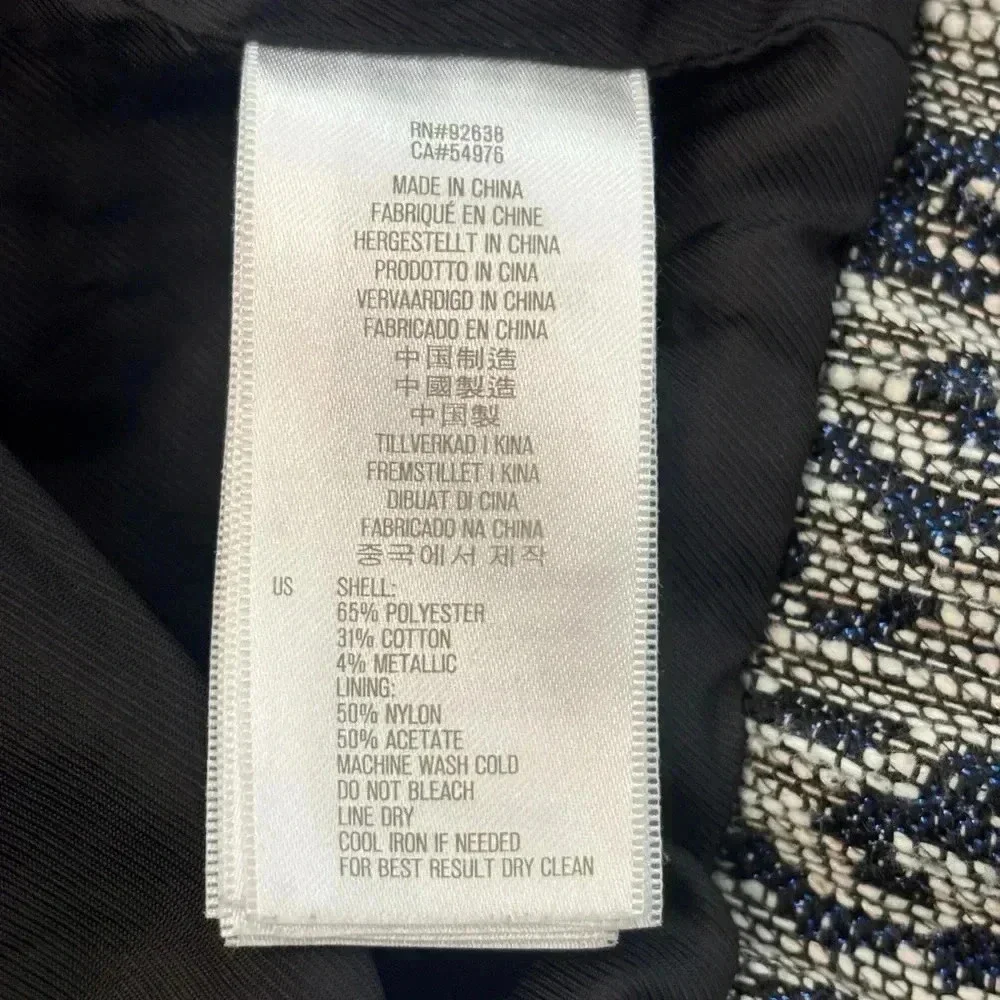 RN#92638
CA#54976
MADE IN CHINA
FABRIQUÉ EN CHINE
HERGESTELLT IN CHINA
PRODOTTO IN CINA
VERVAARDIGD IN CHINA
FABRICADO EN CHINA
中国制造
中國製造
中国製
TILLVERKAD I KINA
FREMSTILLET I KINA
DIBUAT DI CINA
FABRICADO NA CHINA
중국에서 제작
US SHELL:
65% POLYESTER
31% COTTON
4% METALLIC
LINING:
50% NYLON
50% ACETATE
MACHINE WASH COLD
DO NOT BLEACH
LINE DRY
COOL IRON IF NEEDED
FOR BEST RESULT DRY CLEAN